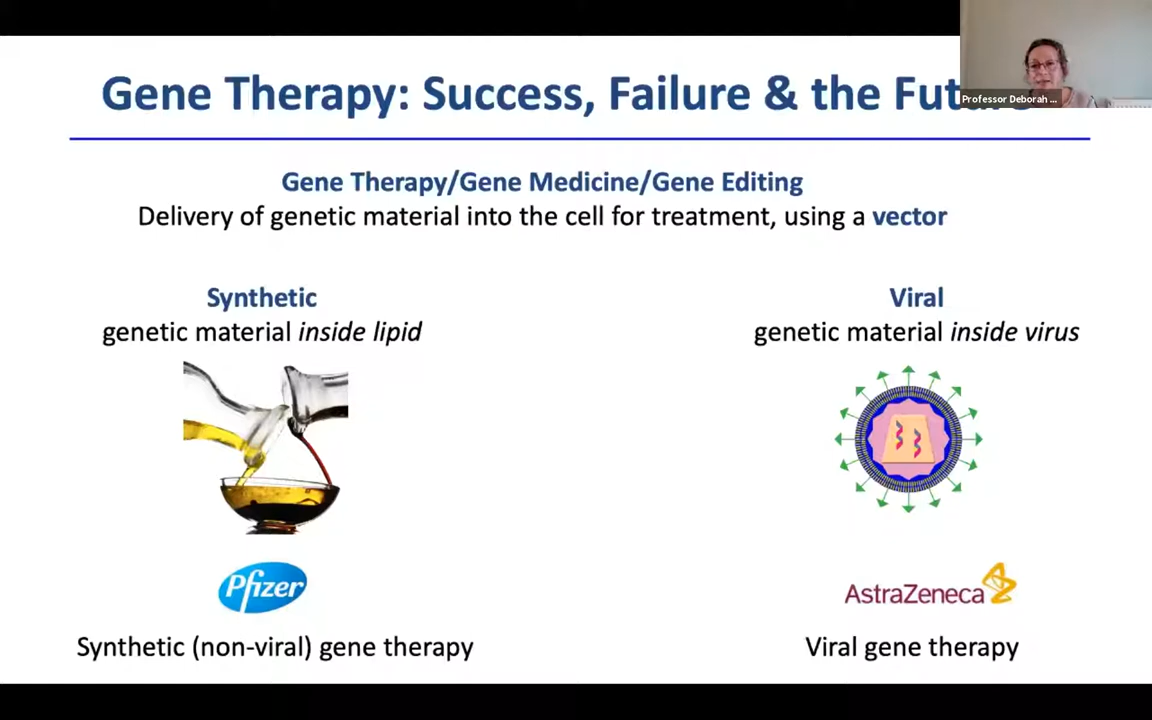 Gene Therapy: Success, Failure & the Future
Professor Deborah ...
Gene Therapy/Gene Medicine/Gene Editing
Delivery of genetic material into the cell for treatment, using a vector
Synthetic
genetic material inside lipid
Viral
genetic material inside virus
Pfizer
AstraZeneca
Synthetic (non-viral) gene therapy
Viral gene therapy